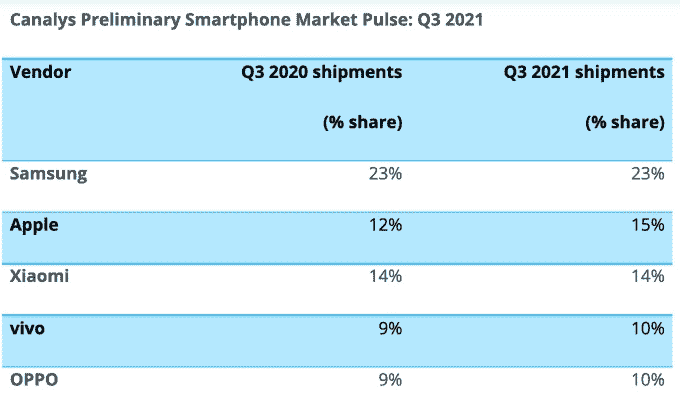 Canalys Preliminary Smartphone Market Pulse: Q3 2021
Vendor Q3 2020 shipments Q3 2021 shipments
(% share) (% share)
Samsung 23% 23%
Apple 12% 15%
Xiaomi 14% 14%
vivo 9% 10%
OPPO 9% 10%